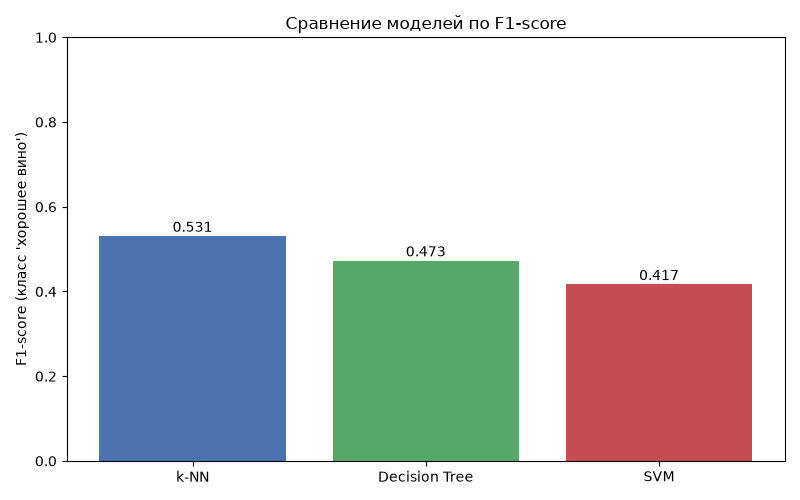 Сравнение моделей по F1-score
F1-score (класс 'хорошее вино')
1.0
0.8
0.6
0.4
0.2
0.0
0.531
0.473
0.417
k-NN
Decision Tree
SVM